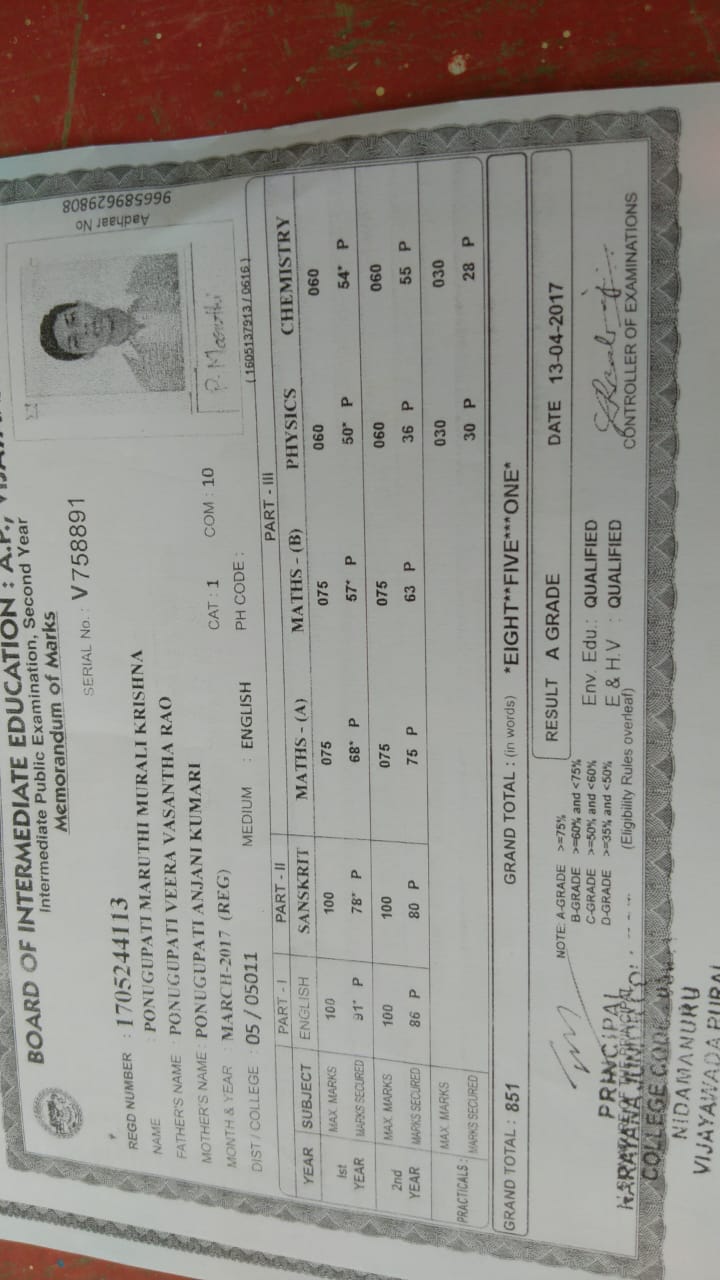 BOARD OF INTERMEDIATE EDUCATION : A.P.,
Intermediate Public Examination, Second Year
Memorandum of Marks
SERIAL No. : V 758891
Aadhaar No
966589629808
REGD NUMBER : 1705244113
NAME : PONUGUPATI MARUTHI MURALI KRISHNA
FATHER'S NAME : PONUGUPATI VEERA VASANTHA RAO
MOTHER'S NAME : PONUGUPATI ANJANI KUMARI CAT : 1 COM : 10
P. Maruthi
MONTH & YEAR : MARCH-2017 (REG) PH CODE :
DIST / COLLEGE : 05 / 05011 MEDIUM : ENGLISH (1605137913 / 0616)
PART - I PART - II PART - III
YEAR SUBJECT ENGLISH SANSKRIT MATHS - (A) MATHS - (B) PHYSICS CHEMISTRY
1st YEAR MAX. MARKS 100 100 075 075 060 060
MARKS SECURED 91* P 78* P 68* P 57* P 50* P 54* P
2nd YEAR MAX. MARKS 100 100 075 075 060 060
MARKS SECURED 86 P 80 P 75 P 63 P 36 P 55 P
PRACTICALS : MAX. MARKS 030 030
MARKS SECURED 30 P 28 P
GRAND TOTAL : 851 GRAND TOTAL : (in words) *EIGHT**FIVE***ONE*
RESULT A GRADE DATE 13-04-2017
NOTE: A-GRADE >=75%
B-GRADE >=60% and <75%
C-GRADE >=50% and <60%
D-GRADE >=35% and <50%
Env. Edu.: QUALIFIED
E & H.V : QUALIFIED
(Eligibility Rules overleaf)
CONTROLLER OF EXAMINATIONS
PRINCIPAL
NARAYANA JUNIOR
COLLEGE Code
NIDAMANURU
VIJAYAWADA RURAL